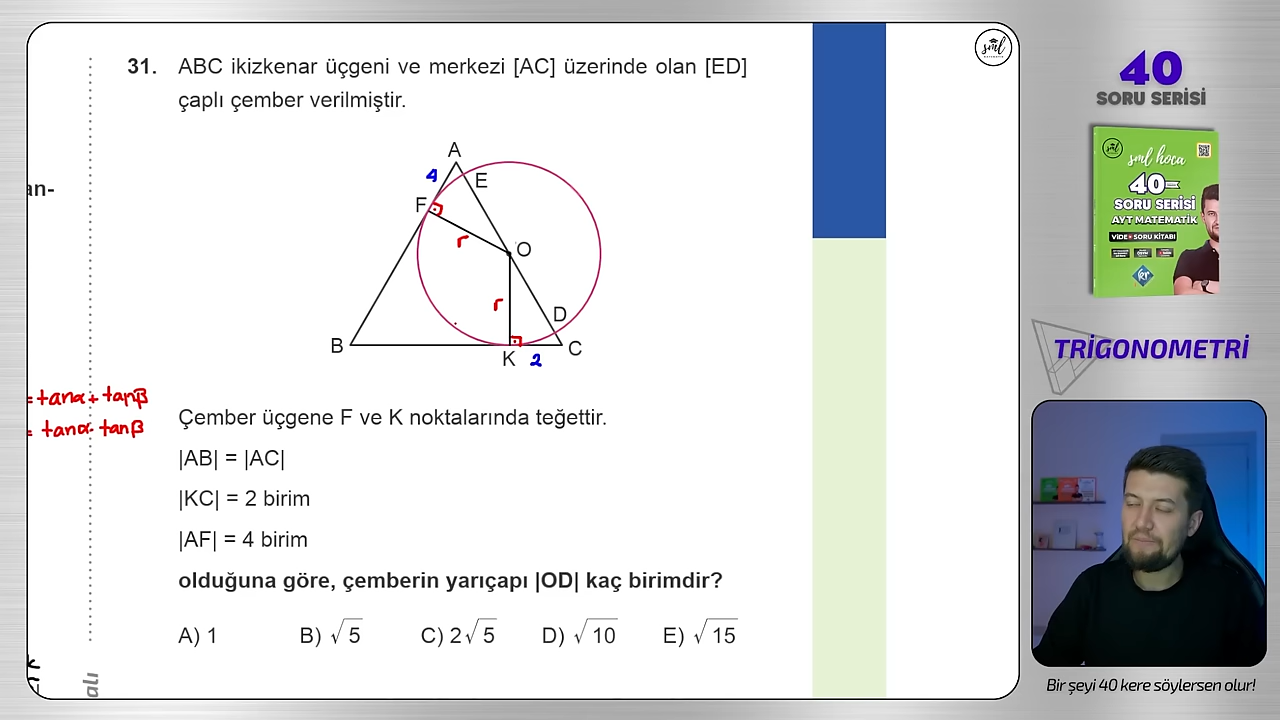 31. ABC ikizkenar üçgeni ve merkezi [AC] üzerinde olan [ED]
çaplı çember verilmiştir.
an-
A
4
E
F
r
O
r
D
B
K
2
C
= tanα + tanβ
= tanα · tanβ
Çember üçgene F ve K noktalarında teğettir.
|AB| = |AC|
|KC| = 2 birim
|AF| = 4 birim
olduğuna göre, çemberin yarıçapı |OD| kaç birimdir?
A) 1 B) √5 C) 2√5 D) √10 E) √15
alı
sml
40
SORU SERİSİ
sml hoca
40
SORU SERİSİ
AYT MATEMATİK
VİDEO SORU KİTABI
TRİGONOMETRİ
Bir şeyi 40 kere söylersen olur!